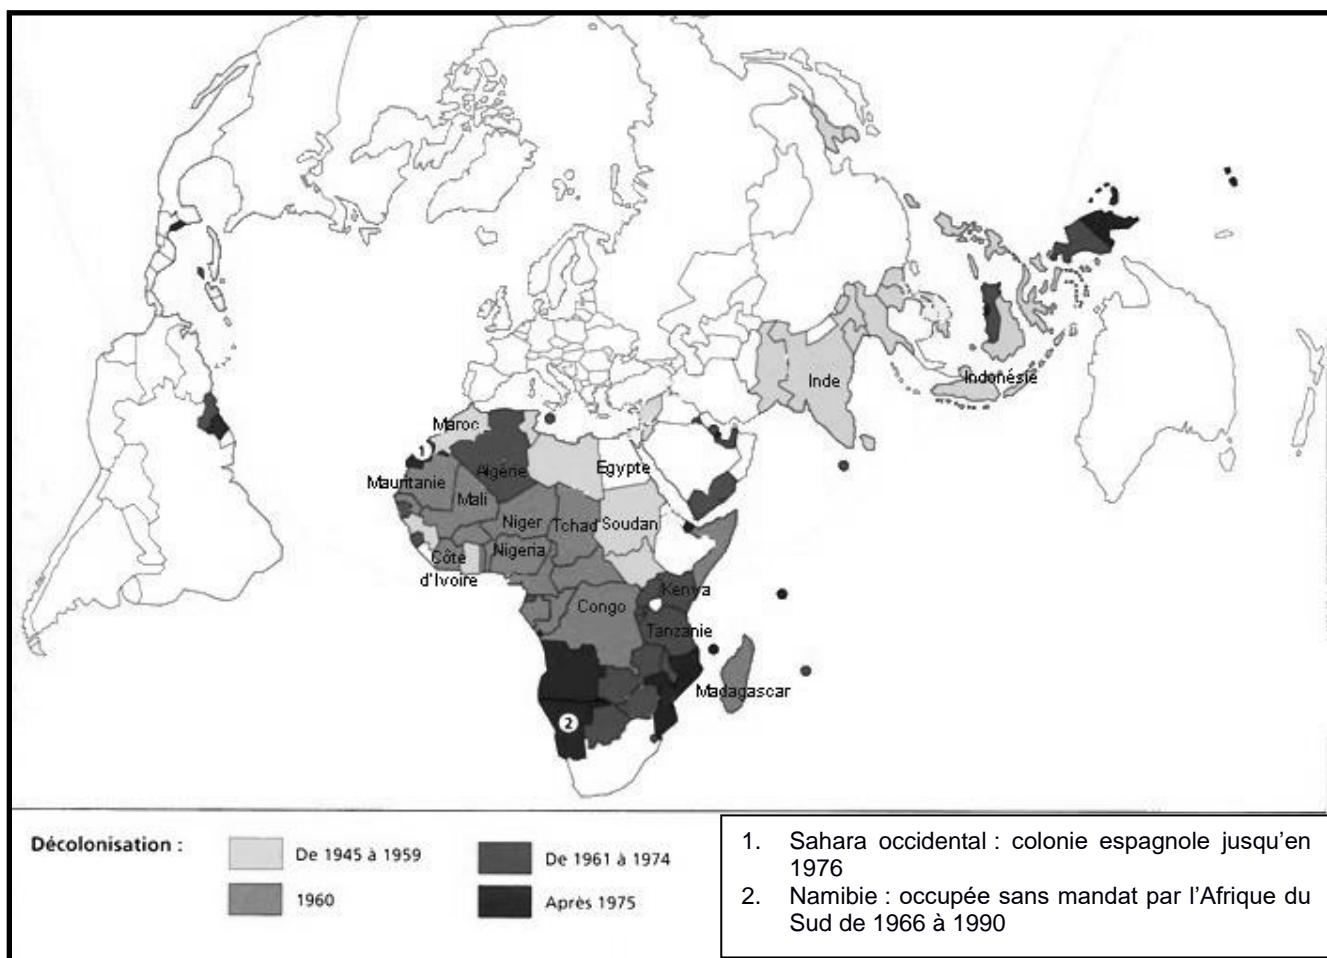 Maroc
1
Algérie
Egypte
Mauritanie
Mali
Niger
Tchad
Soudan
Nigeria
Côte
d'Ivoire
Congo
Kenya
Tanzanie
Madagascar
2
Inde
Indonésie
Décolonisation :
De 1945 à 1959
1960
De 1961 à 1974
Après 1975
1. Sahara occidental : colonie espagnole jusqu'en
1976
2. Namibie : occupée sans mandat par l'Afrique du
Sud de 1966 à 1990